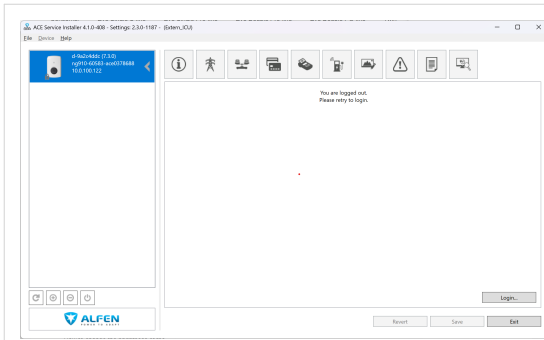 ACE Service Installer 4.1.0-408 - Settings: 2.3.0-1187 - (Extern_ICU)
File Device Help
d-9a2c4ddc (7.3.0)
ng910-60583-ace0378688
10.0.100.122
You are logged out.
Please retry to login.
Login...
ALFEN
POWER TO ADAPT
Revert
Save
Exit